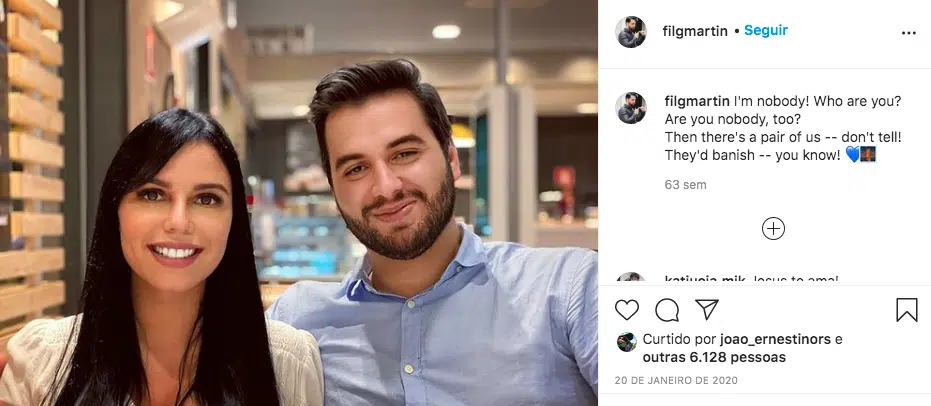 filgmartin • Seguir
filgmartin I'm nobody! Who are you?
Are you nobody, too?
Then there's a pair of us -- don't tell!
They'd banish -- you know! 💙🌉
63 sem
katiucia_mik Jesus te ama!
Curtido por joao_ernestinors e
outras 6.128 pessoas
20 DE JANEIRO DE 2020